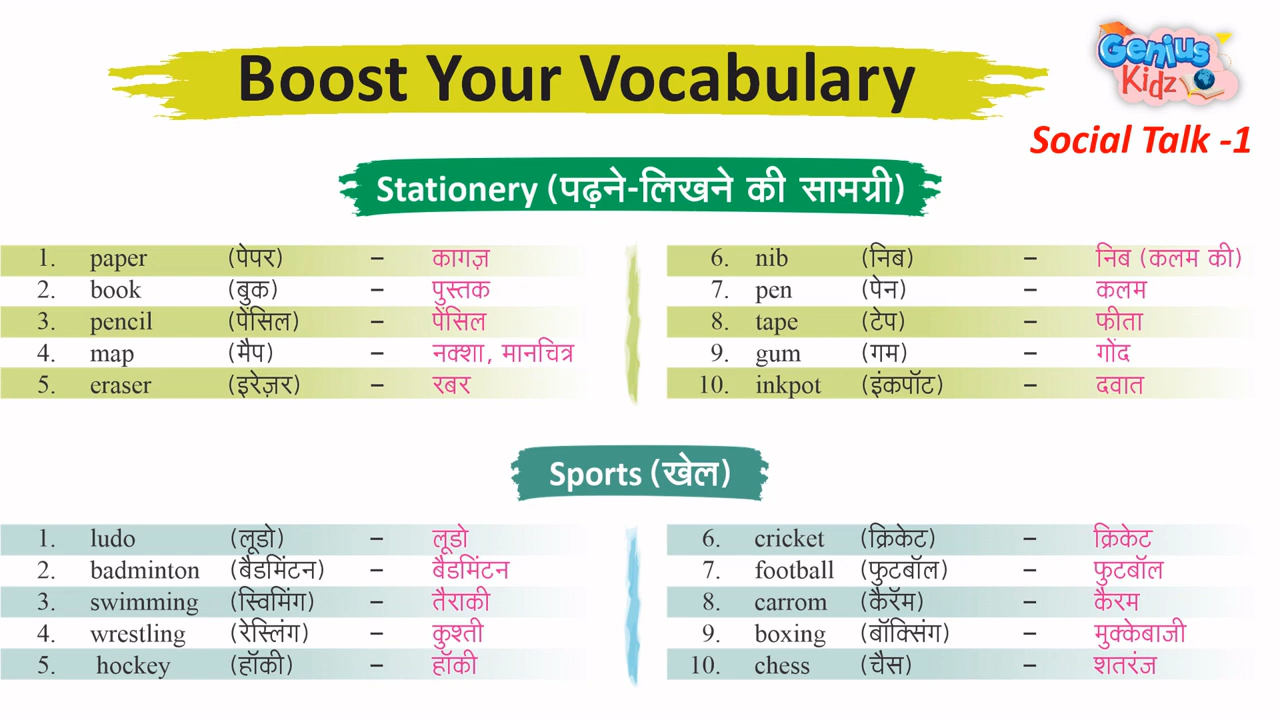 Boost Your Vocabulary
Genius
Kidz
Social Talk -1
Stationery (पढ़ने-लिखने की सामग्री)
1. paper (पेपर) – कागज़
2. book (बुक) – पुस्तक
3. pencil (पेंसिल) – पेंसिल
4. map (मैप) – नक्शा, मानचित्र
5. eraser (इरेज़र) – रबर
6. nib (निब) – निब (कलम की)
7. pen (पेन) – कलम
8. tape (टेप) – फीता
9. gum (गम) – गोंद
10. inkpot (इंकपॉट) – दवात
Sports (खेल)
1. ludo (लूडो) – लूडो
2. badminton (बैडमिंटन) – बैडमिंटन
3. swimming (स्विमिंग) – तैराकी
4. wrestling (रेस्लिंग) – कुश्ती
5. hockey (हॉकी) – हॉकी
6. cricket (क्रिकेट) – क्रिकेट
7. football (फुटबॉल) – फुटबॉल
8. carrom (कैरॅम) – कैरम
9. boxing (बॉक्सिंग) – मुक्केबाजी
10. chess (चैस) – शतरंज